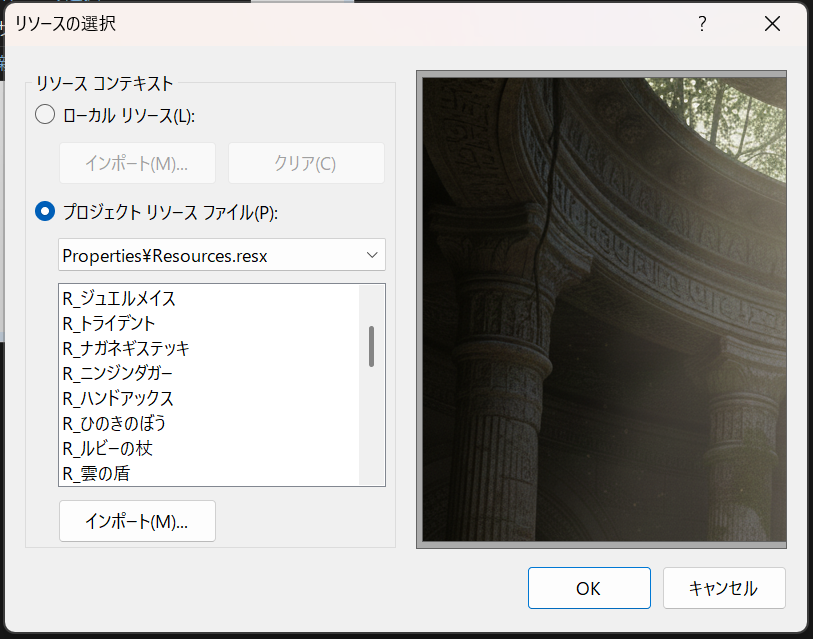 リソースの選択
リソース コンテキスト
ローカル リソース(L):
インポート(M)...
クリア(C)
プロジェクト リソース ファイル(P):
Properties¥Resources.resx
R_ジュエルメイス
R_トライデント
R_ナガネギステッキ
R_ニンジンダガー
R_ハンドアックス
R_ひのきのぼう
R_ルビーの杖
R_雲の盾
インポート(M)...
OK
キャンセル